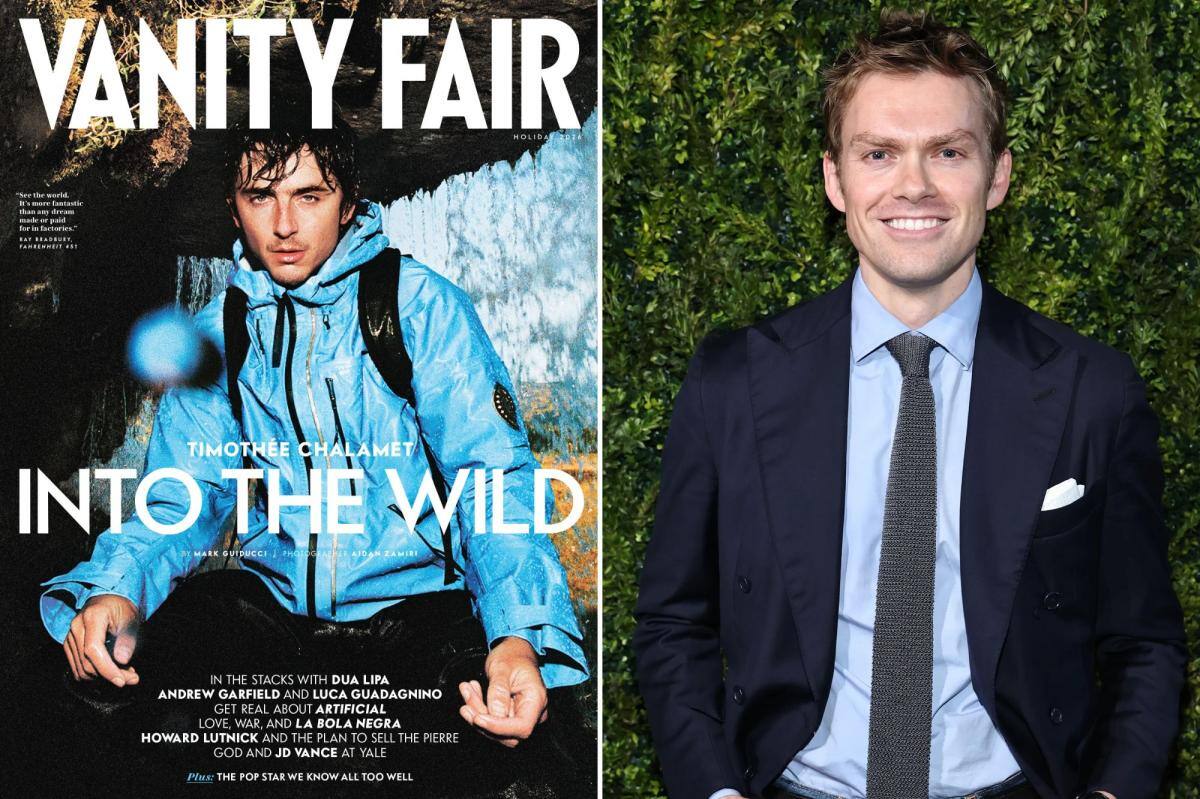 VANITY FAIR
HOLIDAY 2026
"See the world.
It's more fantastic
than any dream
made or paid
for in factories."
RAY BRADBURY,
FAHRENHEIT 451
TIMOTHÉE CHALAMET
INTO THE WILD
BY MARK GUIDUCCI | PHOTOGRAPHER AIDAN ZAMIRI
IN THE STACKS WITH DUA LIPA
ANDREW GARFIELD AND LUCA GUADAGNINO
GET REAL ABOUT ARTIFICIAL
LOVE, WAR, AND LA BOLA NEGRA
HOWARD LUTNICK AND THE PLAN TO SELL THE PIERRE
GOD AND JD VANCE AT YALE
Plus: THE POP STAR WE KNOW ALL TOO WELL